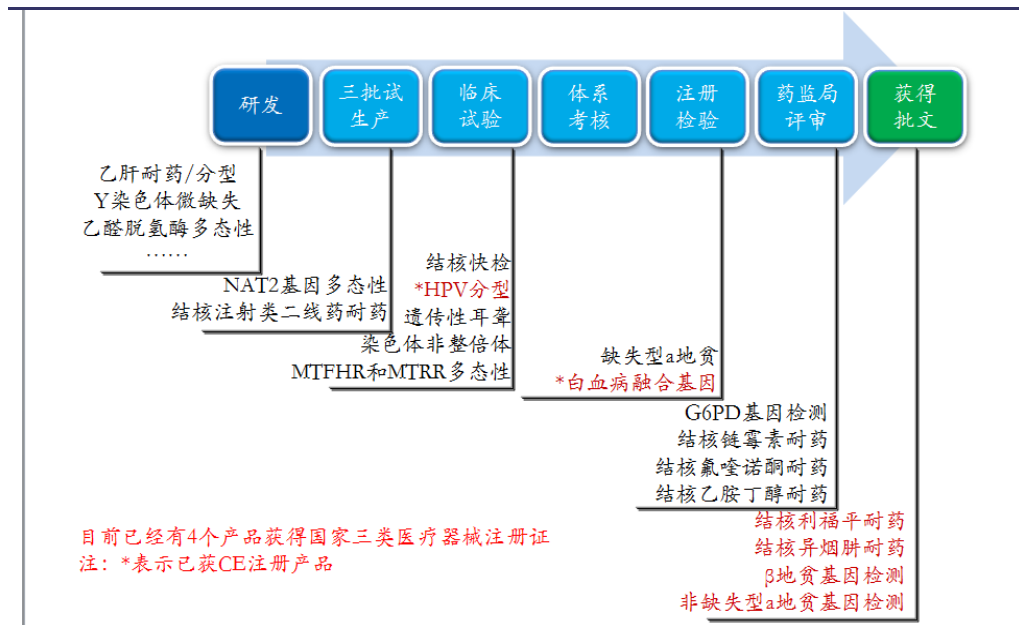 研发
三批试
生产
临床
试验
体系
考核
注册
检验
药监局
评审
获得
批文
乙肝耐药/分型
Y染色体微缺失
乙醛脱氢酶多态性
……
NAT2基因多态性
结核注射类二线药耐药
结核快检
*HPV分型
遗传性耳聋
染色体非整倍体
MTFHR和MTRR多态性
缺失型a地贫
*白血病融合基因
G6PD基因检测
结核链霉素耐药
结核氟喹诺酮耐药
结核乙胺丁醇耐药
结核利福平耐药
结核异烟肼耐药
β地贫基因检测
非缺失型a地贫基因检测
目前已经有4个产品获得国家三类医疗器械注册证
注：*表示已获CE注册产品